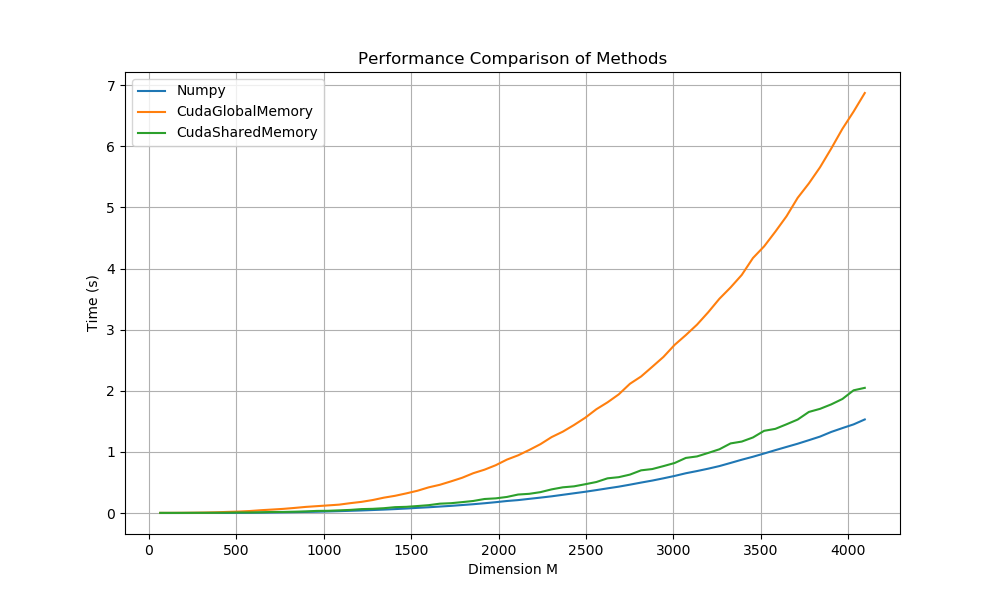 Performance Comparison of Methods
Numpy
CudaGlobalMemory
CudaSharedMemory
Time (s)
7
6
5
4
3
2
1
0
0 500 1000 1500 2000 2500 3000 3500 4000
Dimension M